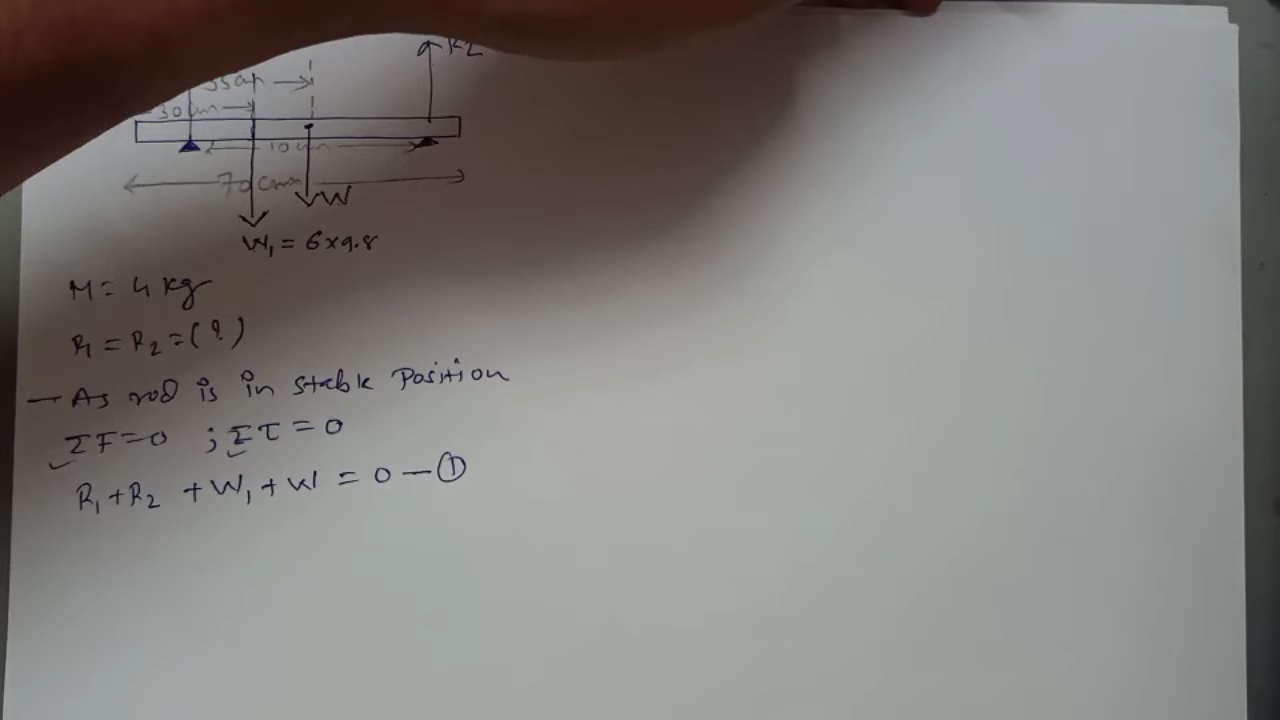 R2
35cm
30cm
10cm
70cm
W
W₁ = 6×9.8
M = 4 kg
R₁ = R₂ = (?)
— As rod is in stable Position
ΣF=0 ; Στ = 0
R₁+R₂ +W₁+W = 0 — ①